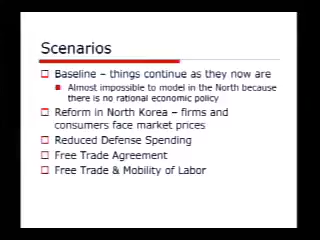 Scenarios
Baseline – things continue as they now are
Almost impossible to model in the North because
there is no rational economic policy
Reform in North Korea – firms and
consumers face market prices
Reduced Defense Spending
Free Trade Agreement
Free Trade & Mobility of Labor